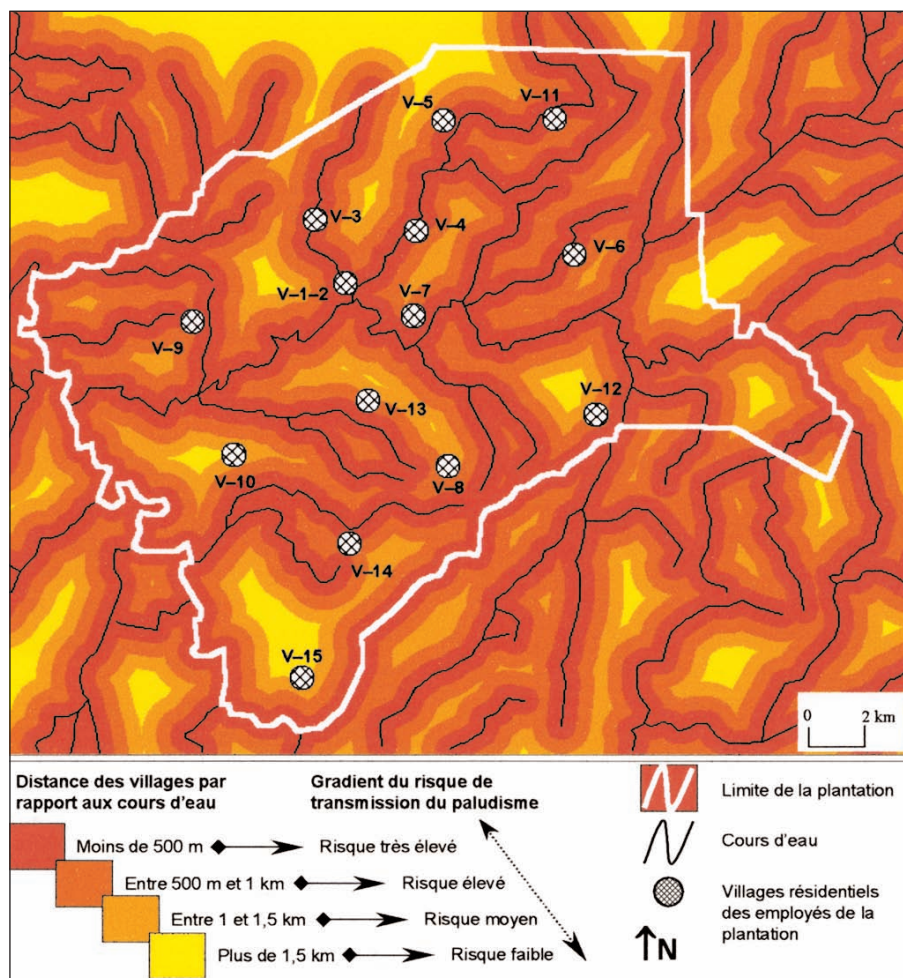 V–5
V–11
V–3
V–4
V–6
V–1–2
V–7
V–9
V–13
V–12
V–10
V–8
V–14
V–15
0 2 km
Distance des villages par
rapport aux cours d'eau
Gradient du risque de
transmission du paludisme
Moins de 500 m
Risque très élevé
Entre 500 m et 1 km
Risque élevé
Entre 1 et 1,5 km
Risque moyen
Plus de 1,5 km
Risque faible
Limite de la plantation
Cours d'eau
Villages résidentiels
des employés de la
plantation
N